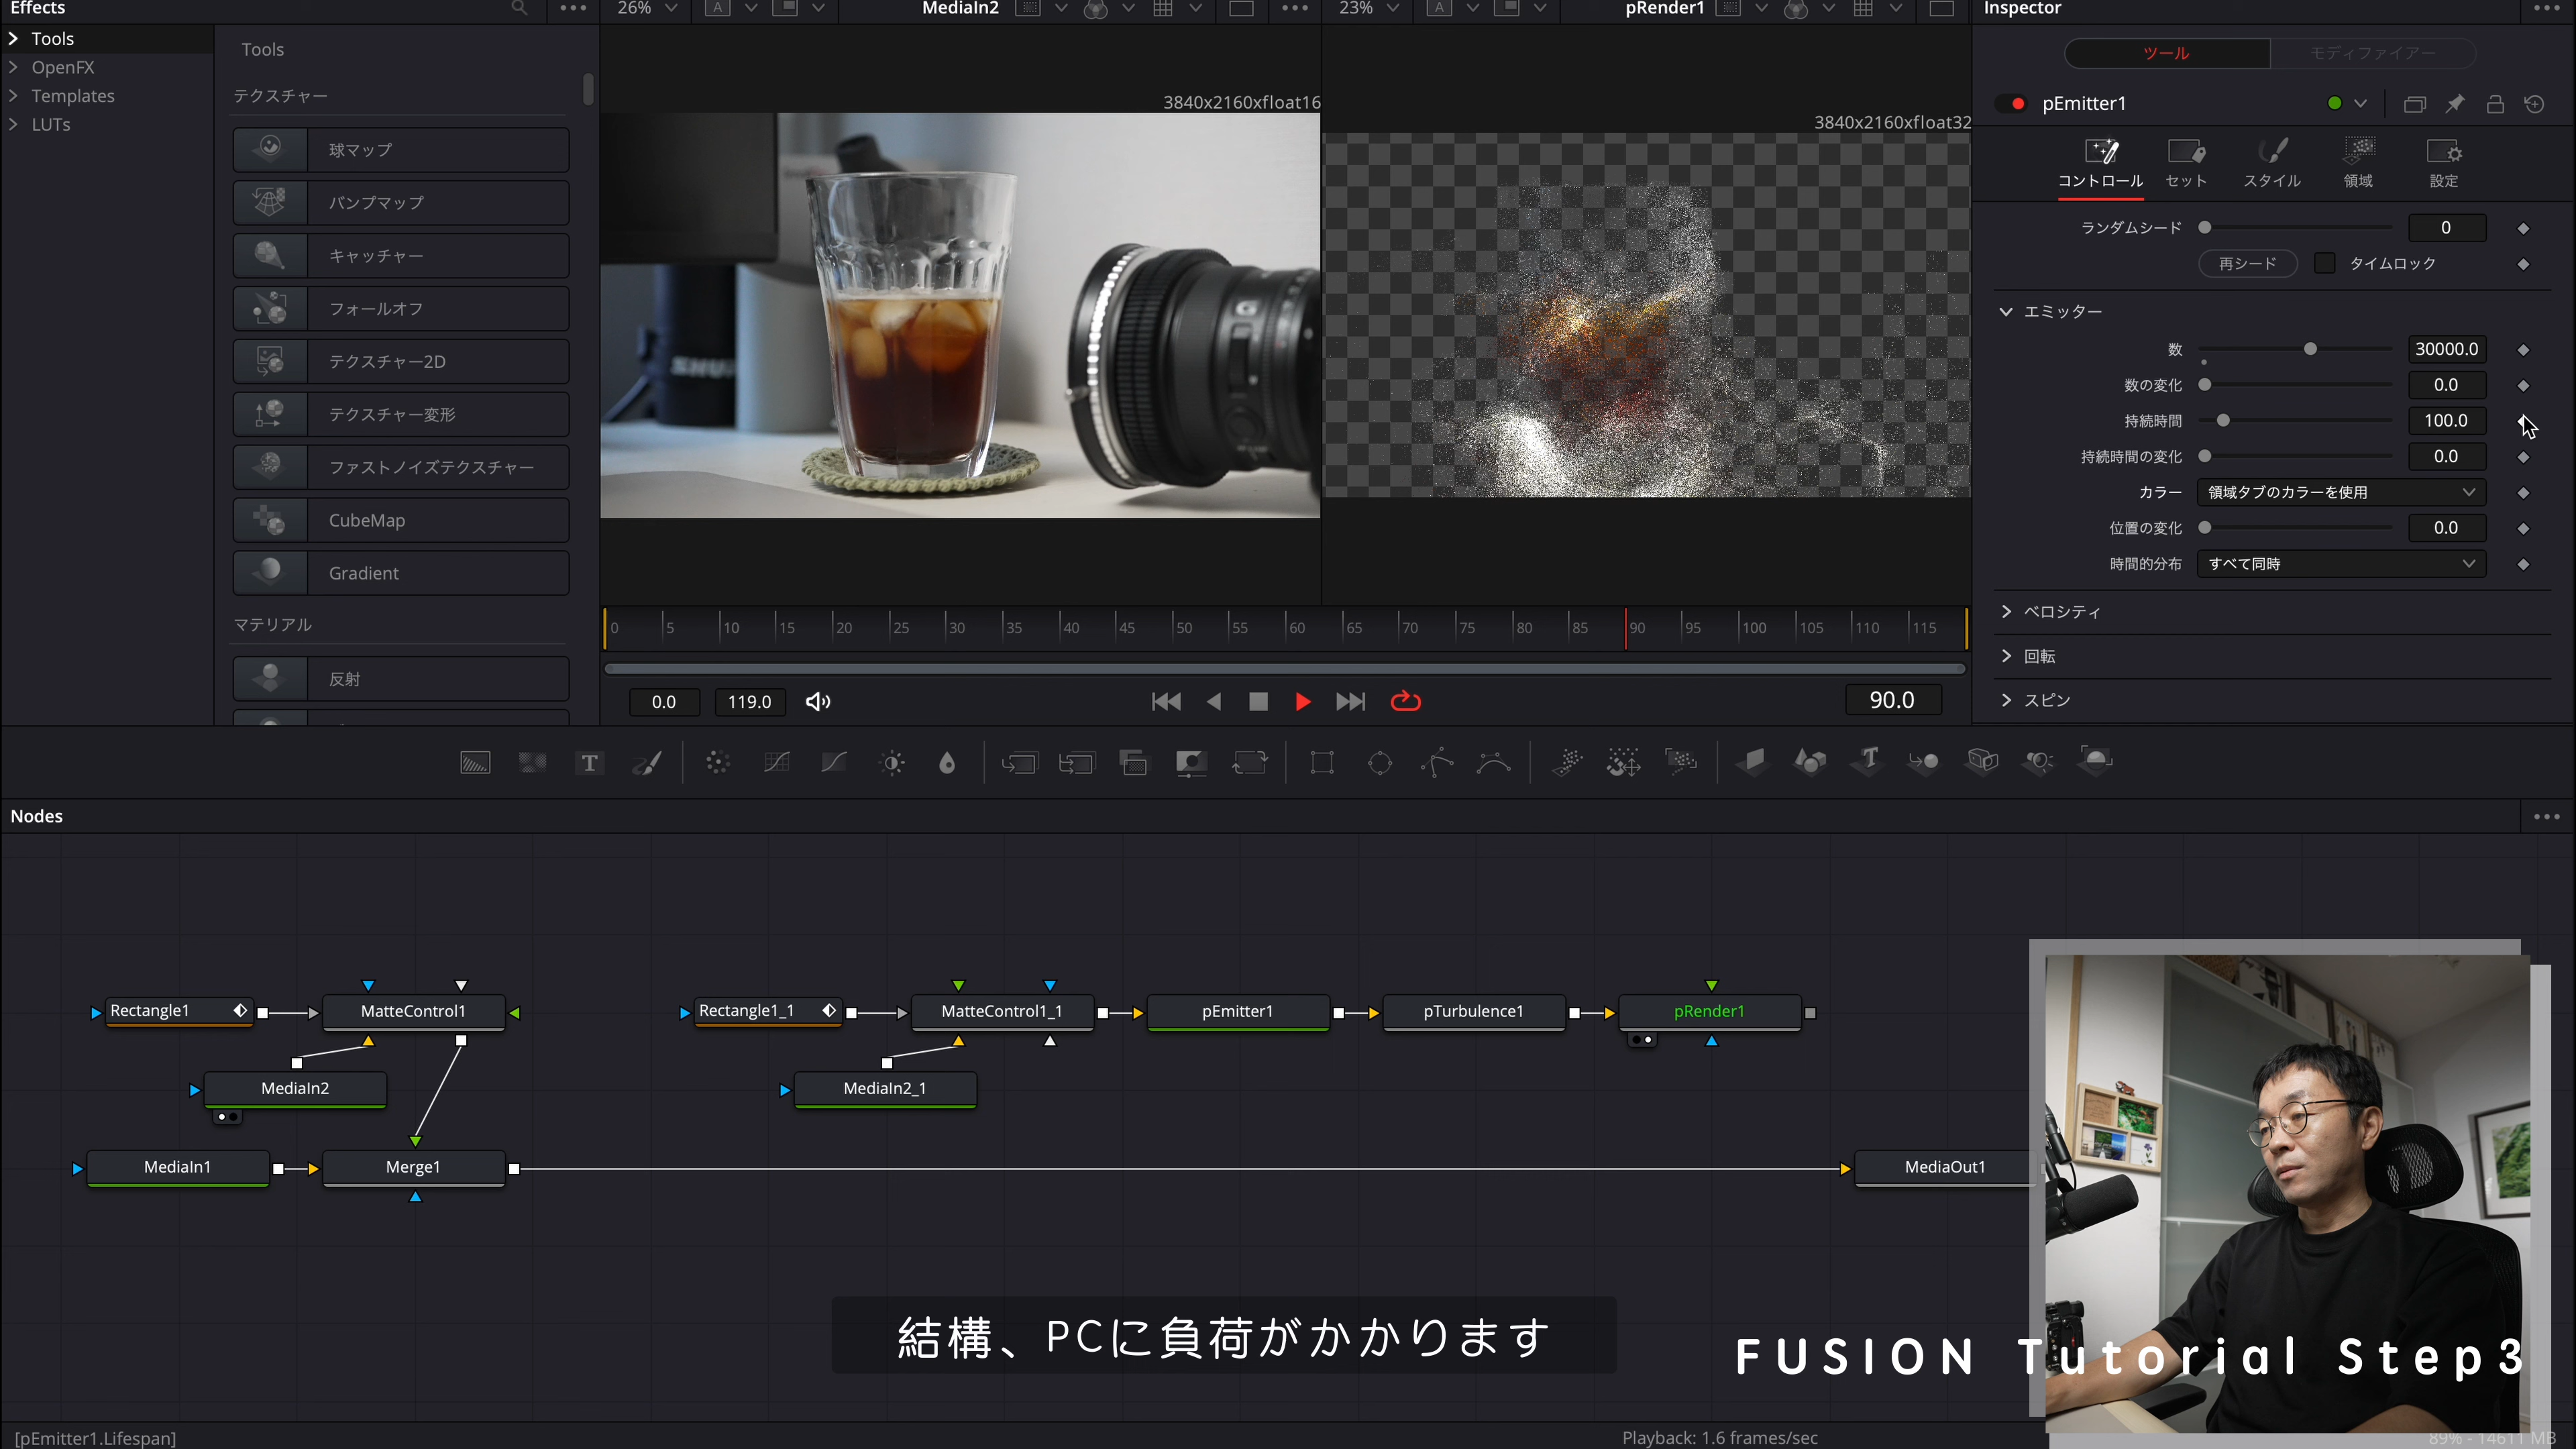 Effects
26%
A
MediaIn2
23%
A
pRender1
Inspector
Tools
OpenFX
Templates
LUTs
Tools
テクスチャー
球マップ
バンプマップ
キャッチャー
フォールオフ
テクスチャー2D
テクスチャー変形
ファストノイズテクスチャー
CubeMap
Gradient
マテリアル
反射
3840x2160xfloat16
3840x2160xfloat32
ツール
モディファイアー
pEmitter1
コントロール
セット
スタイル
領域
設定
ランダムシード
0
再シード
タイムロック
エミッター
数
30000.0
数の変化
0.0
持続時間
100.0
持続時間の変化
0.0
カラー
領域タブのカラーを使用
位置の変化
0.0
時間的分布
すべて同時
ベロシティ
回転
スピン
0 5 10 15 20 25 30 35 40 45 50 55 60 65 70 75 80 85 90 95 100 105 110 115
0.0
119.0
90.0
T
T
Nodes
Rectangle1
MatteControl1
Rectangle1_1
MatteControl1_1
pEmitter1
pTurbulence1
pRender1
MediaIn2
MediaIn2_1
MediaIn1
Merge1
MediaOut1
結構、PCに負荷がかかります
FUSION Tutorial Step3
[pEmitter1.Lifespan]
Playback: 1.6 frames/sec
89% - 14611 MB